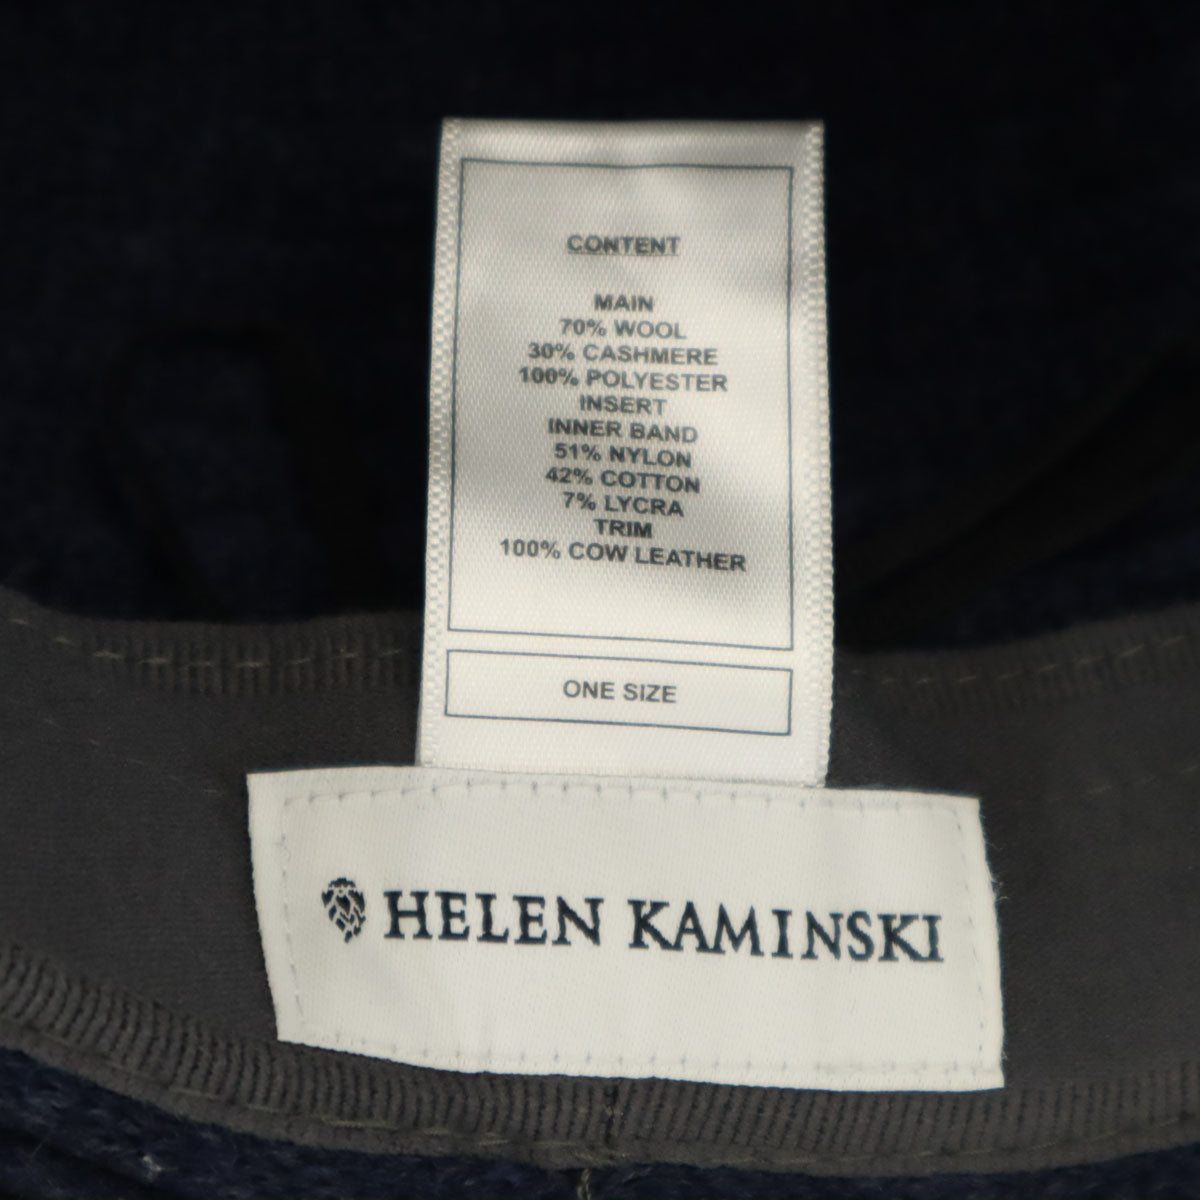 CONTENT
MAIN
70% WOOL
30% CASHMERE
100% POLYESTER
INSERT
INNER BAND
51% NYLON
42% COTTON
7% LYCRA
TRIM
100% COW LEATHER
ONE SIZE
HELEN KAMINSKI